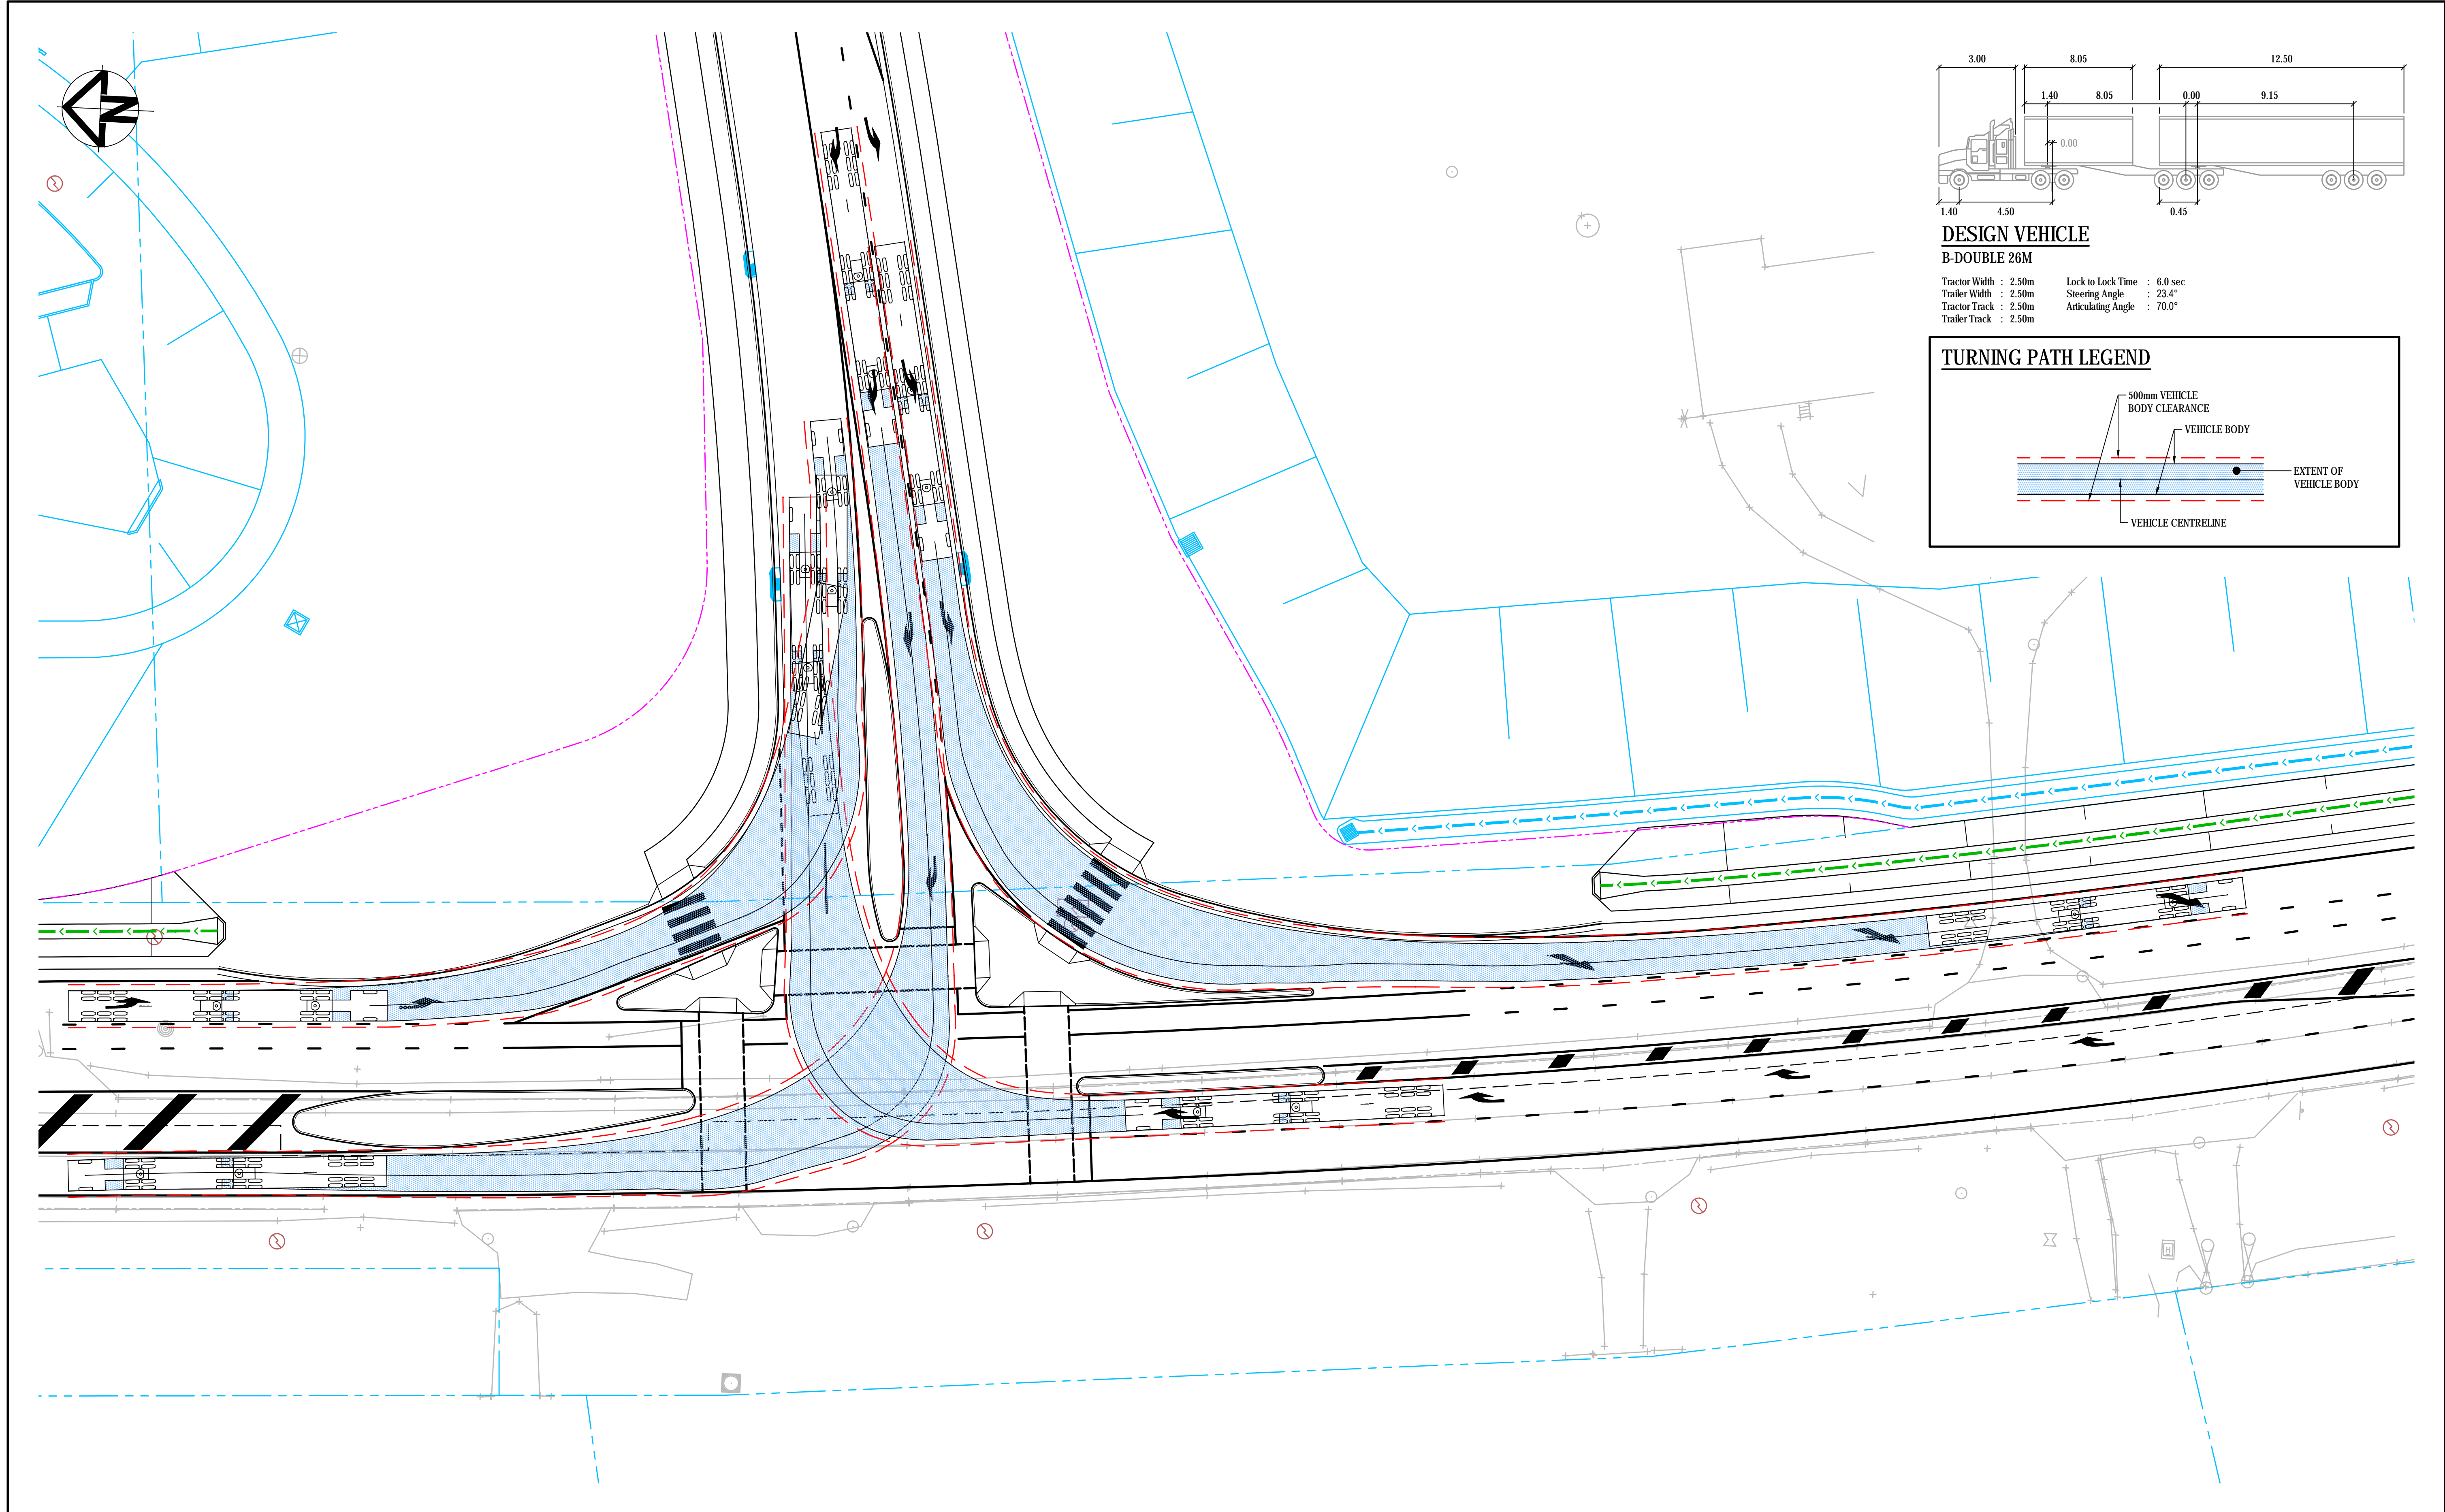 N
3.00 8.05 12.50
1.40 8.05 0.00 9.15
0.00
1.40 4.50 0.45
DESIGN VEHICLE
B-DOUBLE 26M
Tractor Width : 2.50m Lock to Lock Time : 6.0 sec
Trailer Width : 2.50m Steering Angle : 23.4°
Tractor Track : 2.50m Articulating Angle : 70.0°
Trailer Track : 2.50m
TURNING PATH LEGEND
500mm VEHICLE
BODY CLEARANCE
VEHICLE BODY
EXTENT OF
VEHICLE BODY
VEHICLE CENTRELINE
H